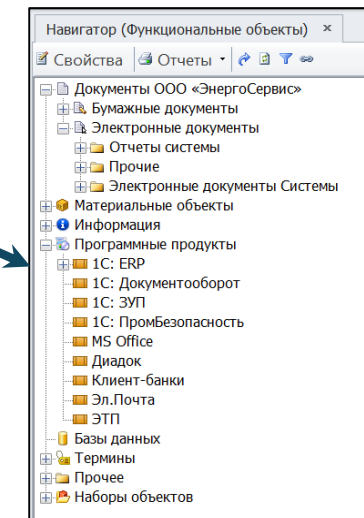 Навигатор (Функциональные объекты) ×
Свойства Отчеты
Документы ООО «ЭнергоСервис»
Бумажные документы
Электронные документы
Отчеты системы
Прочие
Электронные документы Системы
Материальные объекты
Информация
Программные продукты
1С: ERP
1С: Документооборот
1С: ЗУП
1С: ПромБезопасность
MS Office
Диадок
Клиент-банки
Эл.Почта
ЭТП
Базы данных
Термины
Прочее
Наборы объектов